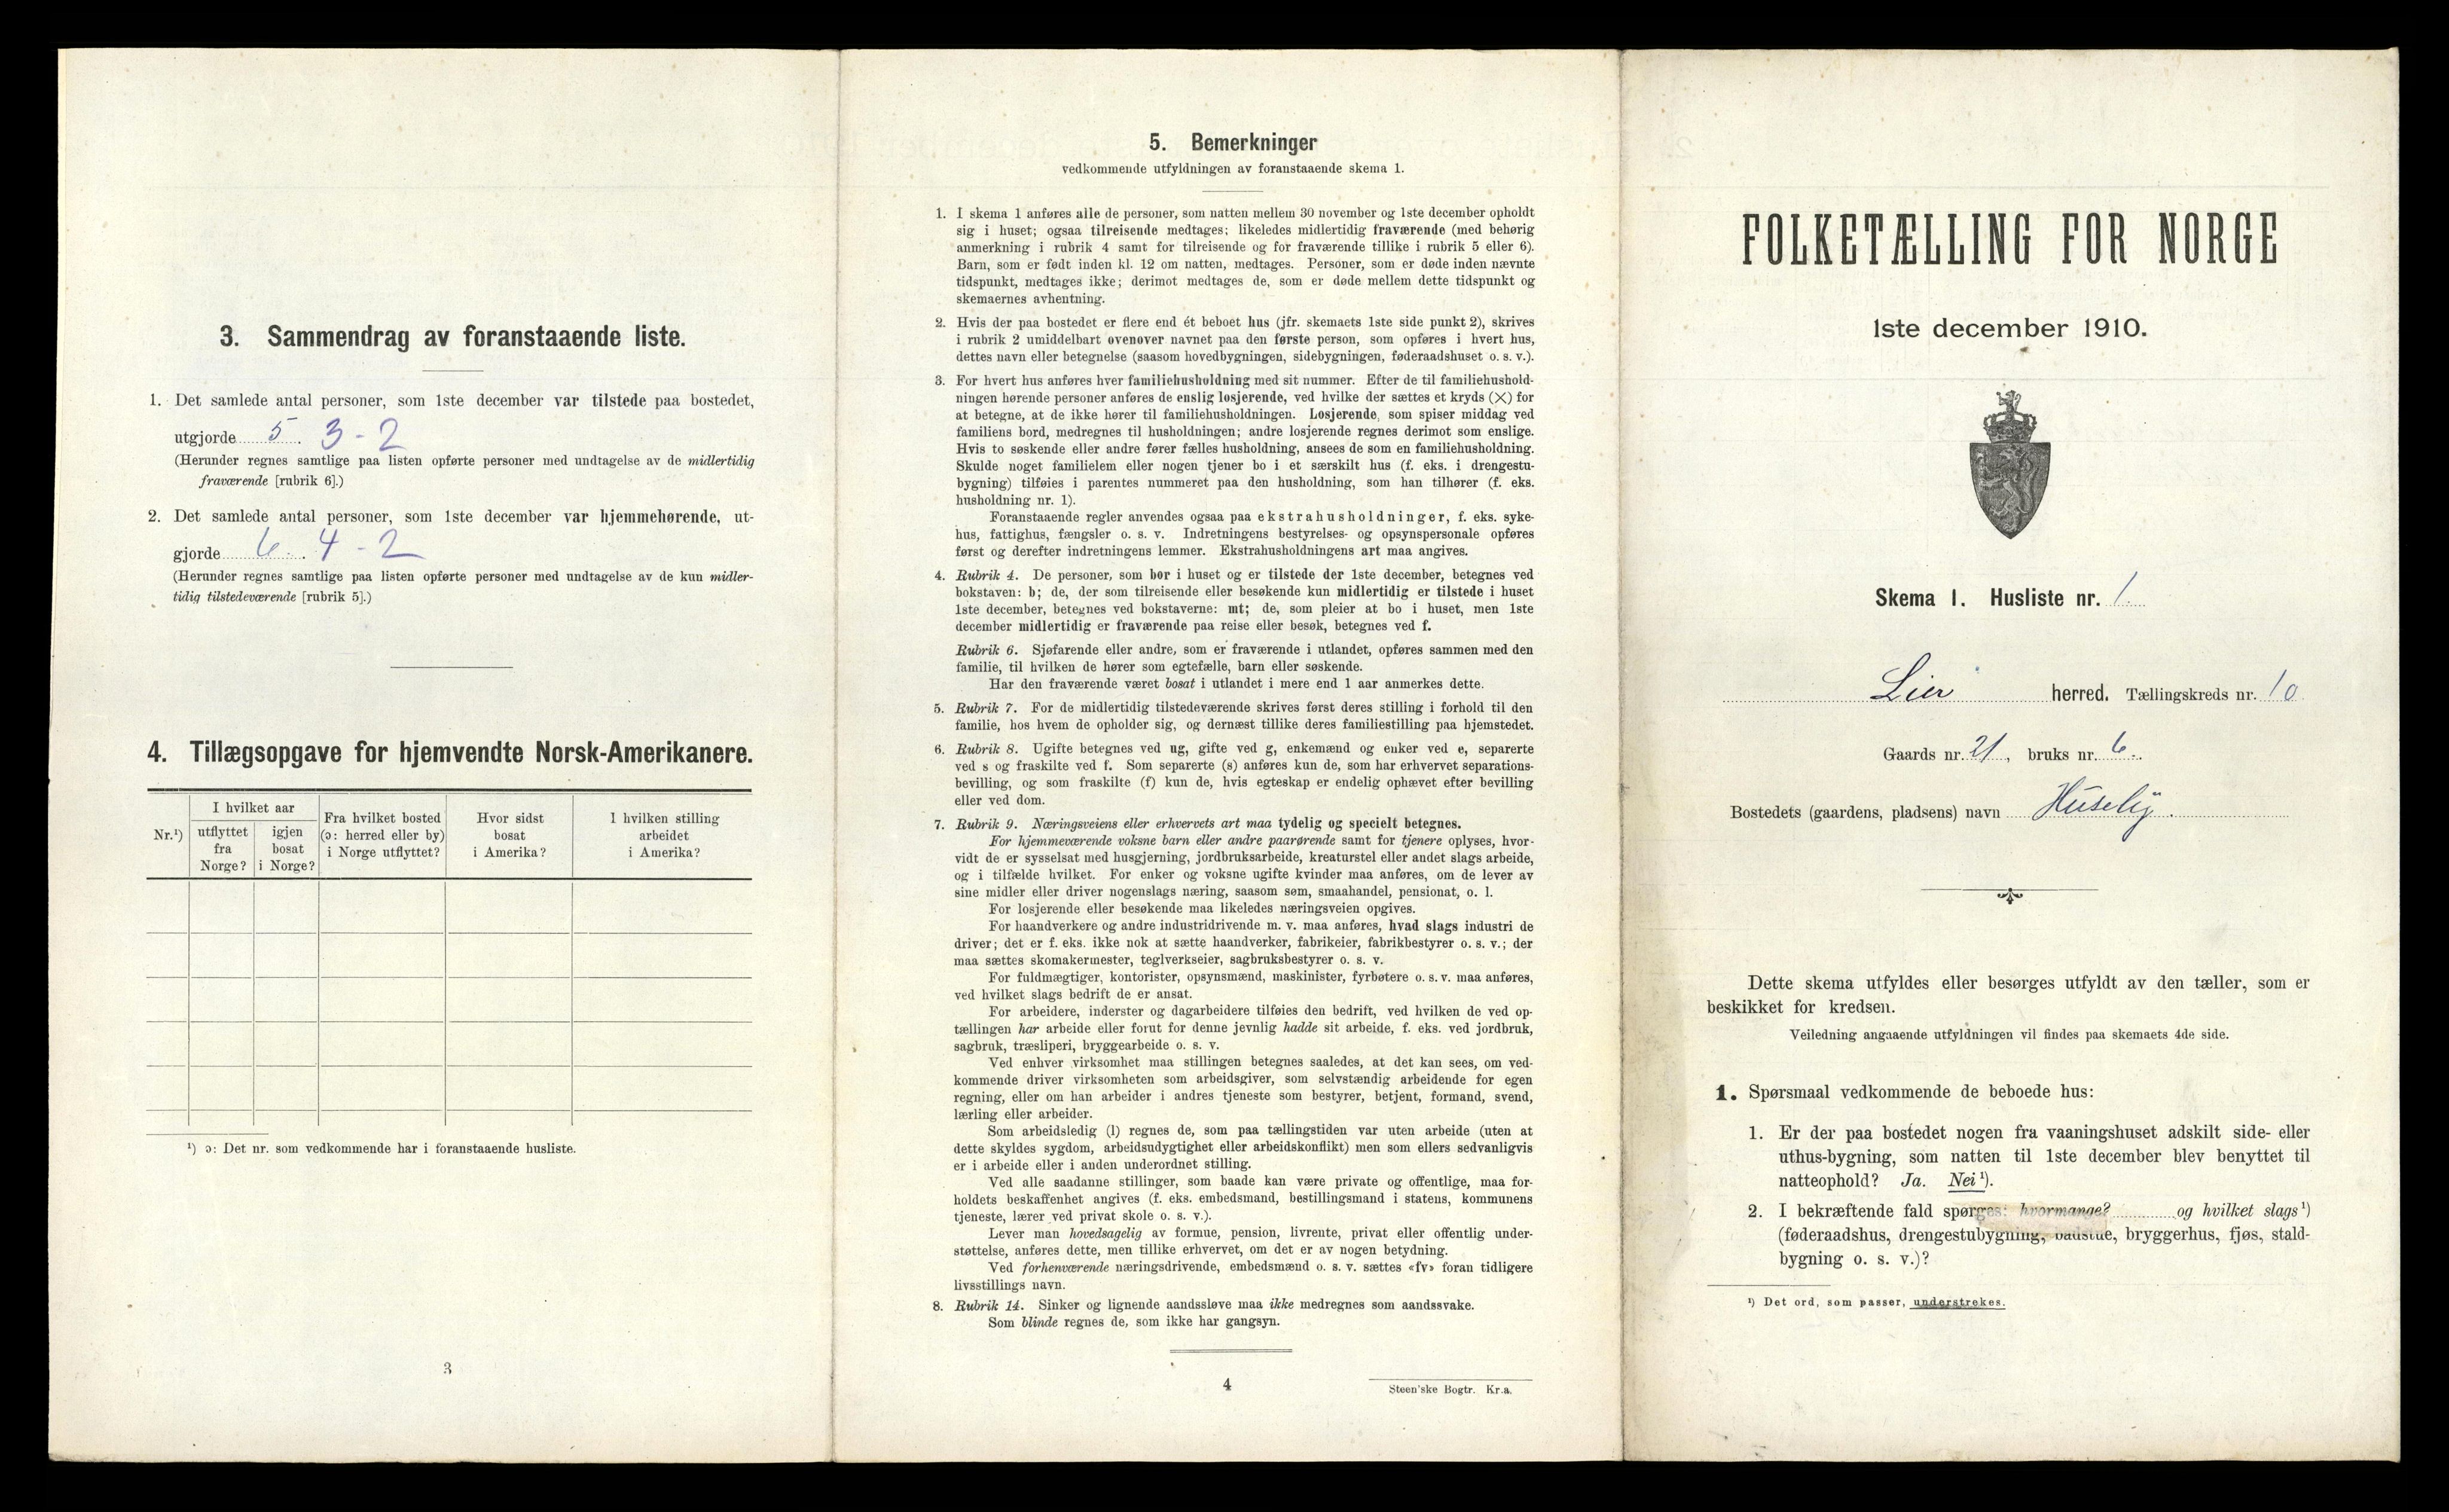 3. Sammendrag av foranstaaende liste.
1. Det samlede antal personer, som 1ste december var tilstede paa bostedet,
utgjorde 5. 3 - 2
(Herunder regnes samtlige paa listen opførte personer med undtagelse av de midlertidig
fraværende [rubrik 6].)
2. Det samlede antal personer, som 1ste december var hjemmehørende, ut-
gjorde 6. 4 - 2
(Herunder regnes samtlige paa listen opførte personer med undtagelse av de kun midler-
tidig tilstedeværende [rubrik 5].)
4. Tillægsopgave for hjemvendte Norsk-Amerikanere.
Nr.¹)
I hvilket aar
utflyttet
fra
Norge?
igjen
bosat
i Norge?
Fra hvilket bosted
(ɔ: herred eller by)
i Norge utflyttet?
Hvor sidst
bosat
i Amerika?
I hvilken stilling
arbeidet
i Amerika?
¹) ɔ: Det nr. som vedkommende har i foranstaaende husliste.
3
5. Bemerkninger
vedkommende utfyldningen av foranstaaende skema 1.
1. I skema 1 anføres alle de personer, som natten mellem 30 november og 1ste december opholdt
sig i huset; ogsaa tilreisende medtages; likeledes midlertidig fraværende (med behørig
anmerkning i rubrik 4 samt for tilreisende og for fraværende tillike i rubrik 5 eller 6).
Barn, som er født inden kl. 12 om natten, medtages. Personer, som er døde inden nævnte
tidspunkt, medtages ikke; derimot medtages de, som er døde mellem dette tidspunkt og
skemaernes avhentning.
2. Hvis der paa bostedet er flere end ét beboet hus (jfr. skemaets 1ste side punkt 2), skrives
i rubrik 2 umiddelbart ovenover navnet paa den første person, som opføres i hvert hus,
dettes navn eller betegnelse (saasom hovedbygningen, sidebygningen, føderaadshuset o. s. v.).
3. For hvert hus anføres hver familiehusholdning med sit nummer. Efter de til familiehushold-
ningen hørende personer anføres de enslig losjerende, ved hvilke der sættes et kryds (×) for
at betegne, at de ikke hører til familiehusholdningen. Losjerende, som spiser middag ved
familiens bord, medregnes til husholdningen; andre losjerende regnes derimot som enslige.
Hvis to søskende eller andre fører fælles husholdning, ansees de som en familiehusholdning.
Skulde noget familielem eller nogen tjener bo i et særskilt hus (f. eks. i drengestu-
bygning) tilføies i parentes nummeret paa den husholdning, som han tilhører (f. eks.
husholdning nr. 1).
Foranstaaende regler anvendes ogsaa paa ekstrahusholdninger, f. eks. syke-
hus, fattighus, fængsler o. s. v. Indretningens bestyrelses- og opsynspersonale opføres
først og derefter indretningens lemmer. Ekstrahusholdningens art maa angives.
4. Rubrik 4. De personer, som bor i huset og er tilstede der 1ste december, betegnes ved
bokstaven: b; de, der som tilreisende eller besøkende kun midlertidig er tilstede i huset
1ste december, betegnes ved bokstaverne: mt; de, som pleier at bo i huset, men 1ste
december midlertidig er fraværende paa reise eller besøk, betegnes ved f.
Rubrik 6. Sjøfarende eller andre, som er fraværende i utlandet, opføres sammen med den
familie, til hvilken de hører som egtefælle, barn eller søskende.
Har den fraværende været bosat i utlandet i mere end 1 aar anmerkes dette.
5. Rubrik 7. For de midlertidig tilstedeværende skrives først deres stilling i forhold til den
familie, hos hvem de opholder sig, og dernæst tillike deres familiestilling paa hjemstedet.
6. Rubrik 8. Ugifte betegnes ved ug, gifte ved g, enkemænd og enker ved e, separerte
ved s og fraskilte ved f. Som separerte (s) anføres kun de, som har erhvervet separations-
bevilling, og som fraskilte (f) kun de, hvis egteskap er endelig ophævet efter bevilling
eller ved dom.
7. Rubrik 9. Næringsveiens eller erhvervets art maa tydelig og specielt betegnes.
For hjemmeværende voksne barn eller andre paarørende samt for tjenere oplyses, hvor-
vidt de er sysselsat med husgjerning, jordbruksarbeide, kreaturstel eller andet slags arbeide,
og i tilfælde hvilket. For enker og voksne ugifte kvinder maa anføres, om de lever av
sine midler eller driver nogenslags næring, saasom søm, smaahandel, pensionat, o. l.
For losjerende eller besøkende maa likeledes næringsveien opgives.
For haandverkere og andre industridrivende m. v. maa anføres, hvad slags industri de
driver; det er f. eks. ikke nok at sætte haandverker, fabrikeier, fabrikbestyrer o. s. v.; der
maa sættes skomakermester, teglverkseier, sagbruksbestyrer o. s. v.
For fuldmægtiger, kontorister, opsynsmænd, maskinister, fyrbøtere o. s. v. maa anføres,
ved hvilket slags bedrift de er ansat.
For arbeidere, inderster og dagarbeidere tilføies den bedrift, ved hvilken de ved op-
tællingen har arbeide eller forut for denne jevnlig hadde sit arbeide, f. eks. ved jordbruk,
sagbruk, træsliperi, bryggearbeide o. s. v.
Ved enhver virksomhet maa stillingen betegnes saaledes, at det kan sees, om ved-
kommende driver virksomheten som arbeidsgiver, som selvstændig arbeidende for egen
regning, eller om han arbeider i andres tjeneste som bestyrer, betjent, formand, svend,
lærling eller arbeider.
Som arbeidsledig (l) regnes de, som paa tællingstiden var uten arbeide (uten at
dette skyldes sygdom, arbeidsudygtighet eller arbeidskonflikt) men som ellers sedvanligvis
er i arbeide eller i anden underordnet stilling.
Ved alle saadanne stillinger, som baade kan være private og offentlige, maa for-
holdets beskaffenhet angives (f. eks. embedsmand, bestillingsmand i statens, kommunens
tjeneste, lærer ved privat skole o. s. v.).
Lever man hovedsagelig av formue, pension, livrente, privat eller offentlig under-
støttelse, anføres dette, men tillike erhvervet, om det er av nogen betydning.
Ved forhenværende næringsdrivende, embedsmænd o. s. v. sættes «fv» foran tidligere
livsstillings navn.
8. Rubrik 14. Sinker og lignende aandssløve maa ikke medregnes som aandssvake.
Som blinde regnes de, som ikke har gangsyn.
4
Steen'ske Bogtr. Kr.a.
FOLKETÆLLING FOR NORGE
1ste december 1910.
Skema 1. Husliste nr. 1.
Lier herred. Tællingskreds nr. 10.
Gaards nr. 21, bruks nr. 6.
Bostedets (gaardens, pladsens) navn Husely.
Dette skema utfyldes eller besørges utfyldt av den tæller, som er
beskikket for kredsen.
Veiledning angaaende utfyldningen vil findes paa skemaets 4de side.
1. Spørsmaal vedkommende de beboede hus:
1. Er der paa bostedet nogen fra vaaningshuset adskilt side- eller
uthus-bygning, som natten til 1ste december blev benyttet til
natteophold? Ja. Nei¹).
2. I bekræftende fald spørges: hvormange? og hvilket slags¹)
(føderaadshus, drengestubygning, badstue, bryggerhus, fjøs, stald-
bygning o. s. v.)?
¹) Det ord, som passer, understrekes.